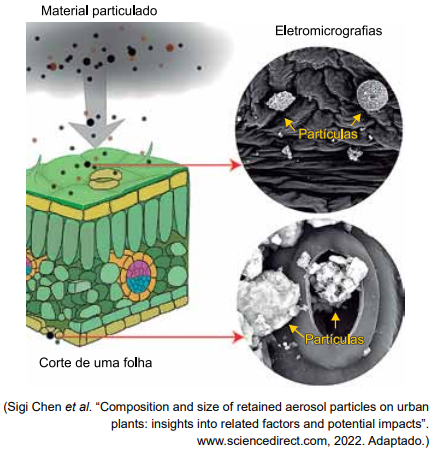 Material particulado
Eletromicrografias
Partículas
Partículas
Corte de uma folha
(Sigi Chen et al. “Composition and size of retained aerosol particles on urban
plants: insights into related factors and potential impacts”.
www.sciencedirect.com, 2022. Adaptado.)